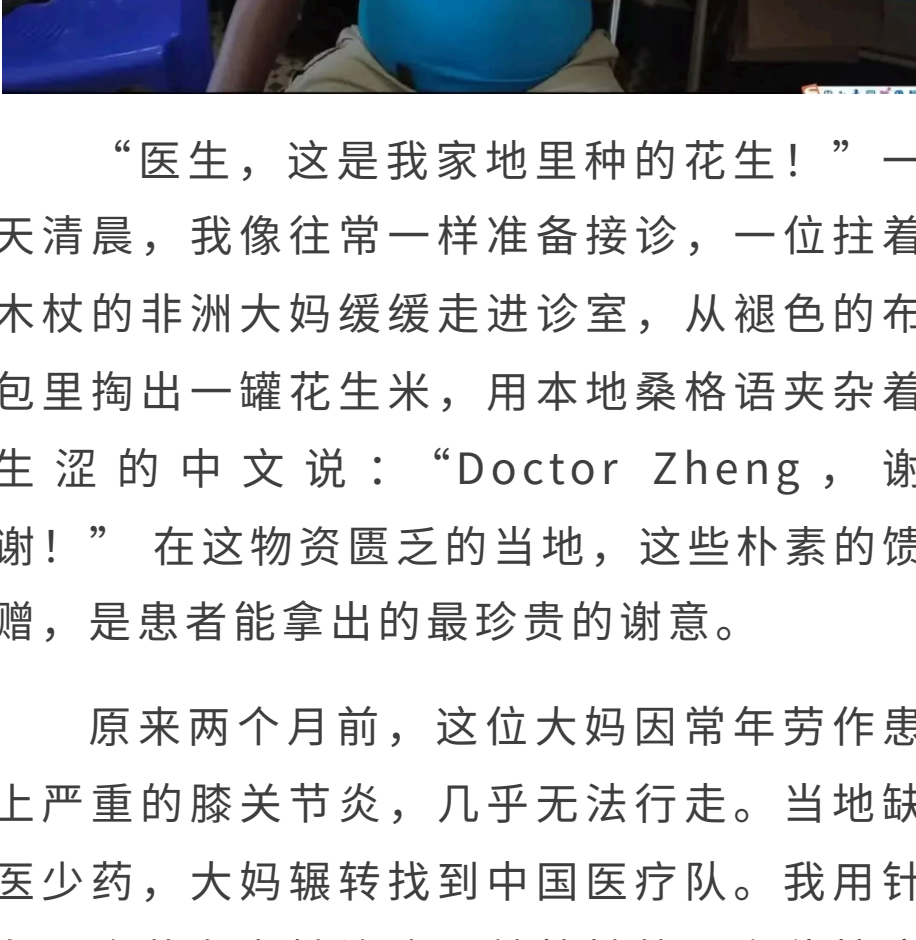 “医生，这是我家地里种的花生！”一
天清晨，我像往常一样准备接诊，一位拄着
木杖的非洲大妈缓缓走进诊室，从褪色的布
包里掏出一罐花生米，用本地桑格语夹杂着
生涩的中文说：“Doctor Zheng，谢
谢！” 在这物资匮乏的当地，这些朴素的馈
赠，是患者能拿出的最珍贵的谢意。
原来两个月前，这位大妈因常年劳作患
上严重的膝关节炎，几乎无法行走。当地缺
医少药，大妈辗转找到中国医疗队。我用针